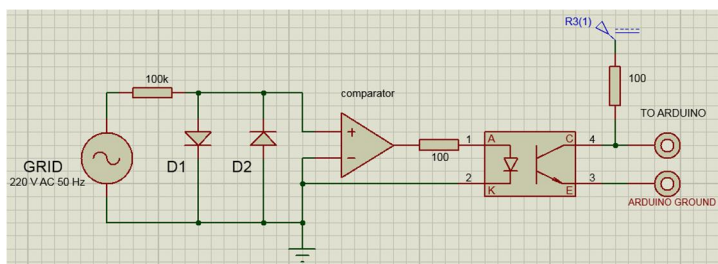 R3(1)
100k
comparator
100
TO ARDUINO
+
−
100
1
A
C
4
GRID
220 V AC 50 Hz
D1
D2
2
K
E
3
ARDUINO GROUND